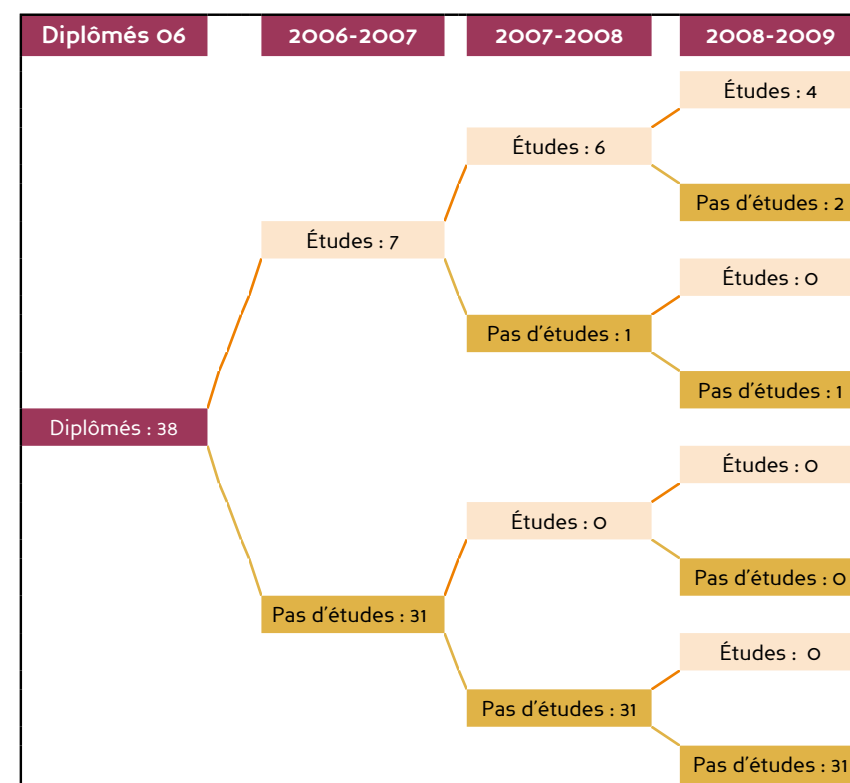 Diplômés 06 2006-2007 2007-2008 2008-2009
Études : 4
Études : 6
Pas d'études : 2
Études : 7
Études : 0
Pas d'études : 1
Pas d'études : 1
Diplômés : 38
Études : 0
Études : 0
Pas d'études : 0
Pas d'études : 31
Études : 0
Pas d'études : 31
Pas d'études : 31